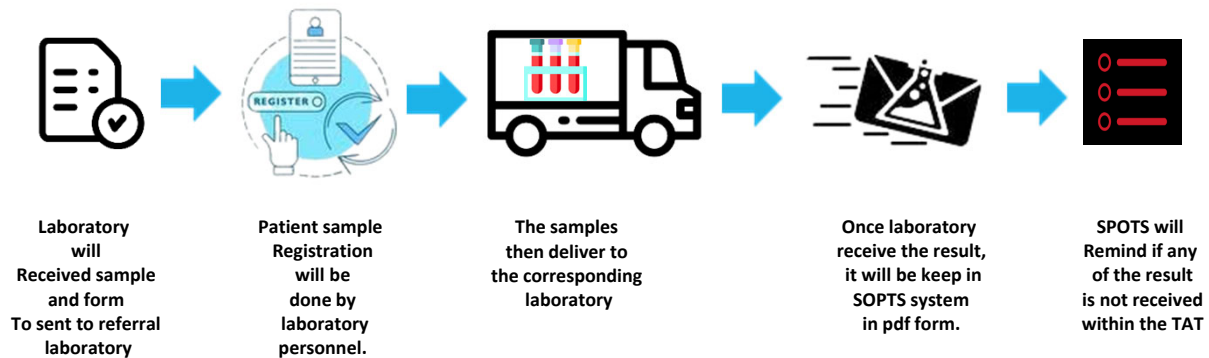 REGISTER
Laboratory
will
Received sample
and form
To sent to referral
laboratory
Patient sample
Registration
will be
done by
laboratory
personnel.
The samples
then deliver to
the corresponding
laboratory
Once laboratory
receive the result,
it will be keep in
SOPTS system
in pdf form.
SPOTS will
Remind if any
of the result
is not received
within the TAT